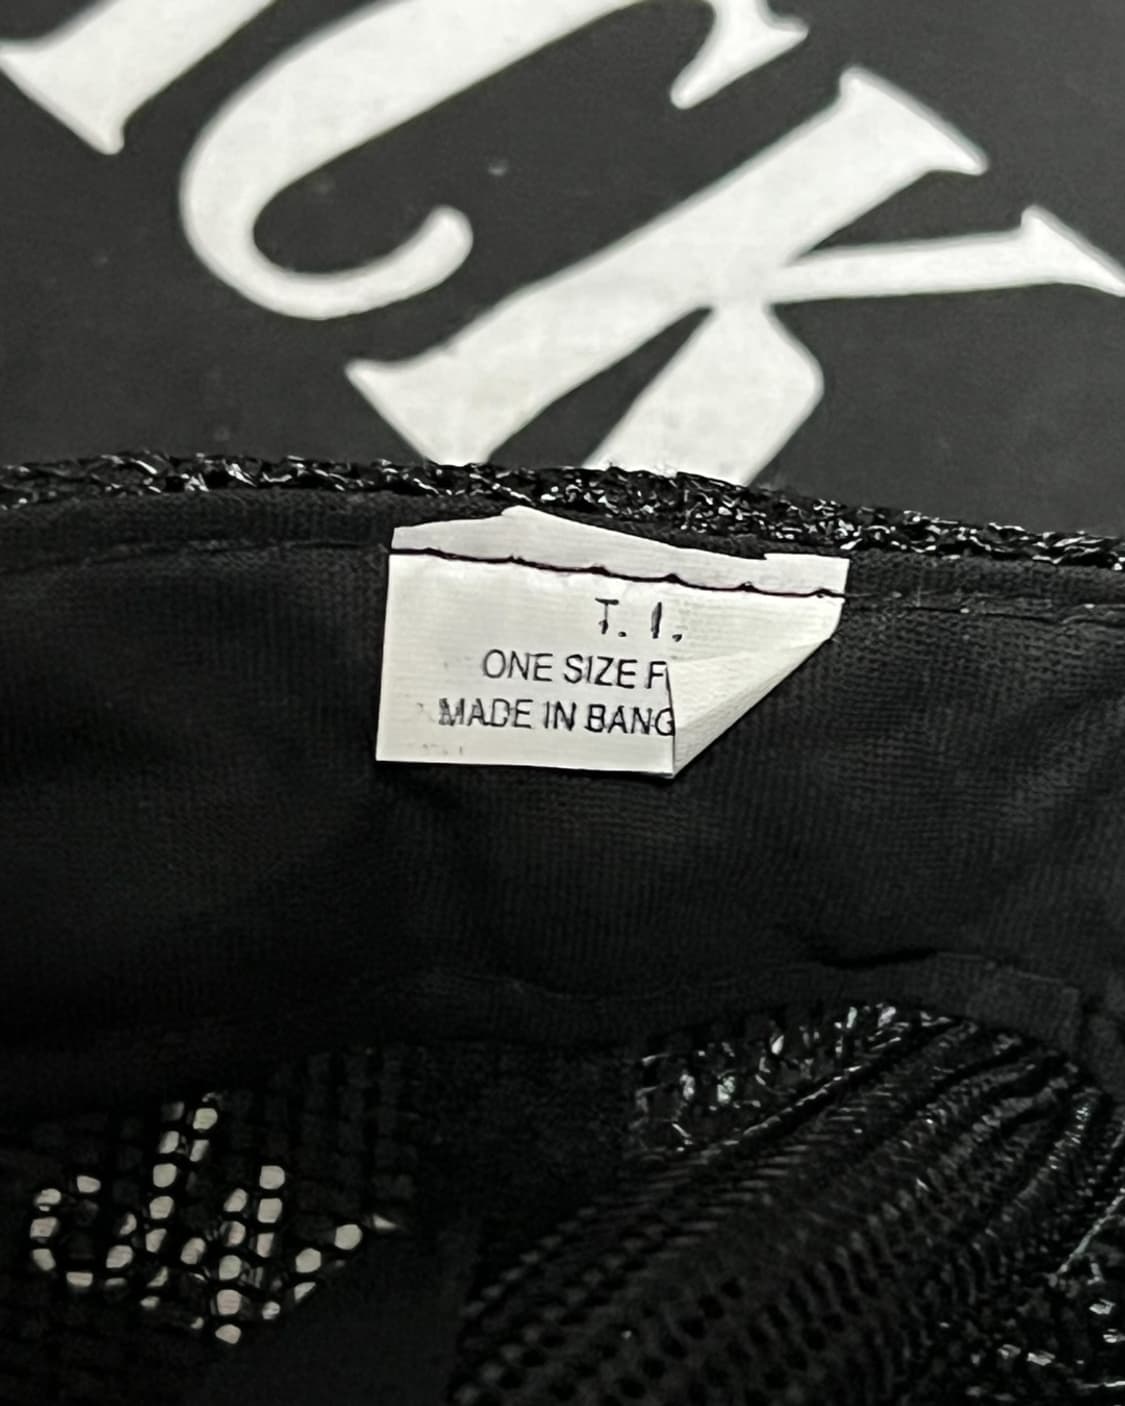 ICK
T. I.
ONE SIZE F
MADE IN BANG